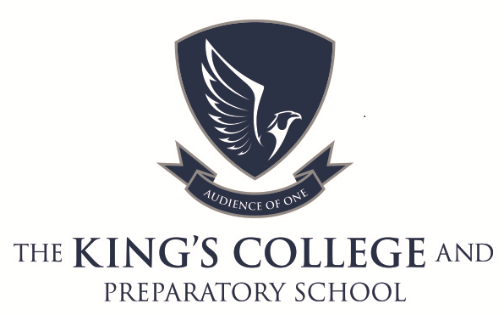 AUDIENCE OF ONE
THE KING'S COLLEGE AND
PREPARATORY SCHOOL